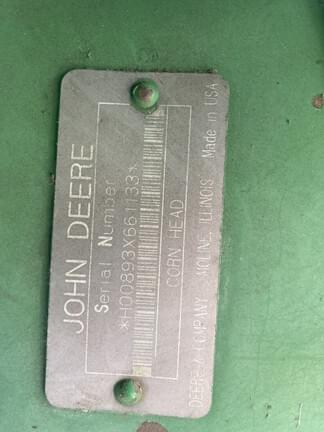 JOHN DEERE
Serial Number
*H00893X661133*
CORN HEAD
DEERE & COMPANY MOLINE, ILLINOIS Made in USA